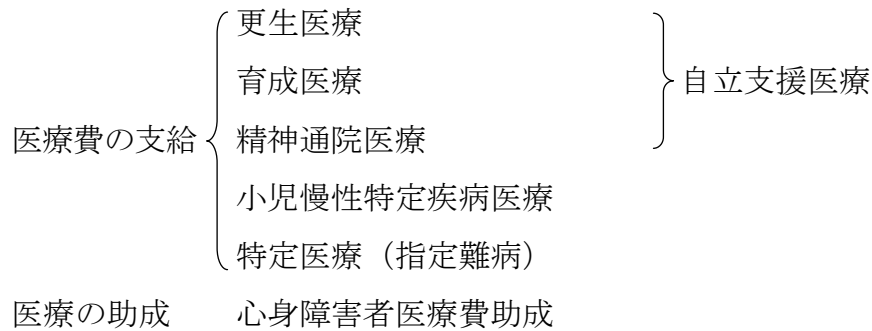 更生医療
育成医療
自立支援医療
医療費の支給
精神通院医療
小児慢性特定疾病医療
特定医療（指定難病）
医療の助成 心身障害者医療費助成